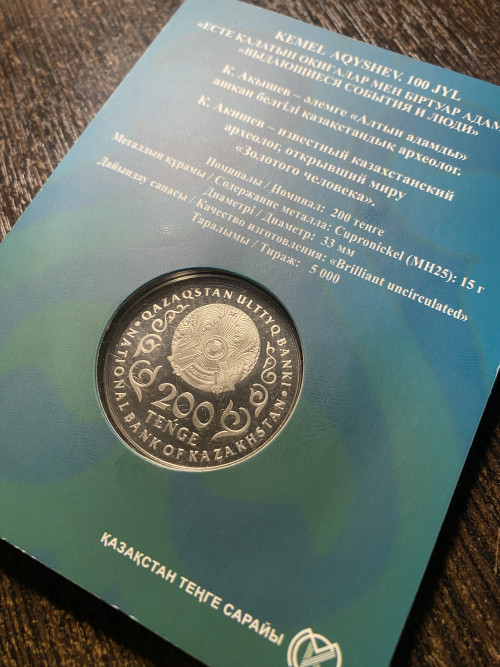 KEMEL AQYSHEV. 100 JYL
«ЕСТЕ ҚАЛАТЫН ОҚИҒАЛАР МЕН БІРТУАР АДАМ
«ВЫДАЮЩИЕСЯ СОБЫТИЯ И ЛЮДИ»
К. Акышев – әлемге «Алтын адамды»
ашқан белгілі қазақстандық археолог.
К. Акишев – известный казахстанский
археолог, открывший миру
«Золотого человека».
Номиналы / Номинал: 200 теңге
Металдың құрамы / Содержание металла: Cupronickel (МН25): 15 г
Диаметрі / Диаметр: 33 мм
Дайындау сапасы / Качество изготовления: «Brilliant uncirculated»
Таралымы / Тираж: 5 000
QAZAQSTAN ULTTYQ BANKI
200
TEŃGE
NATIONAL BANK OF KAZAKHSTAN
ҚАЗАҚСТАН ТЕҢГЕ САРАЙЫ